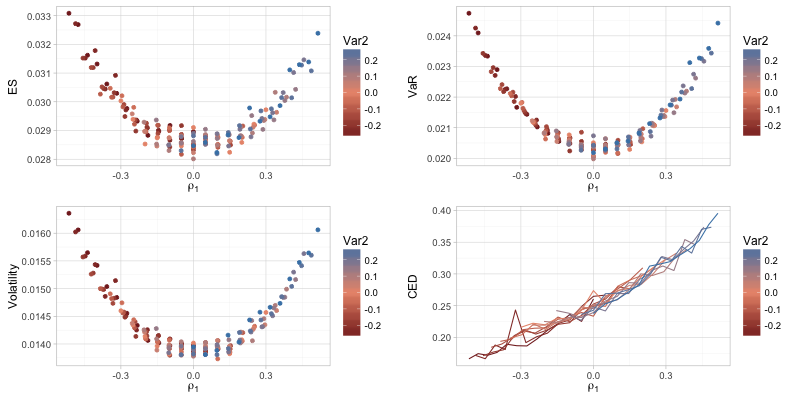 0.033
0.032
0.031
0.030
0.029
0.028
ES
-0.3 0.0 0.3
ρ1
Var2
0.2
0.1
0.0
-0.1
-0.2
0.024
0.023
0.022
0.021
0.020
VaR
-0.3 0.0 0.3
ρ1
Var2
0.2
0.1
0.0
-0.1
-0.2
0.0160
0.0155
0.0150
0.0145
0.0140
Volatility
-0.3 0.0 0.3
ρ1
Var2
0.2
0.1
0.0
-0.1
-0.2
0.40
0.35
0.30
0.25
0.20
CED
-0.3 0.0 0.3
ρ1
Var2
0.2
0.1
0.0
-0.1
-0.2